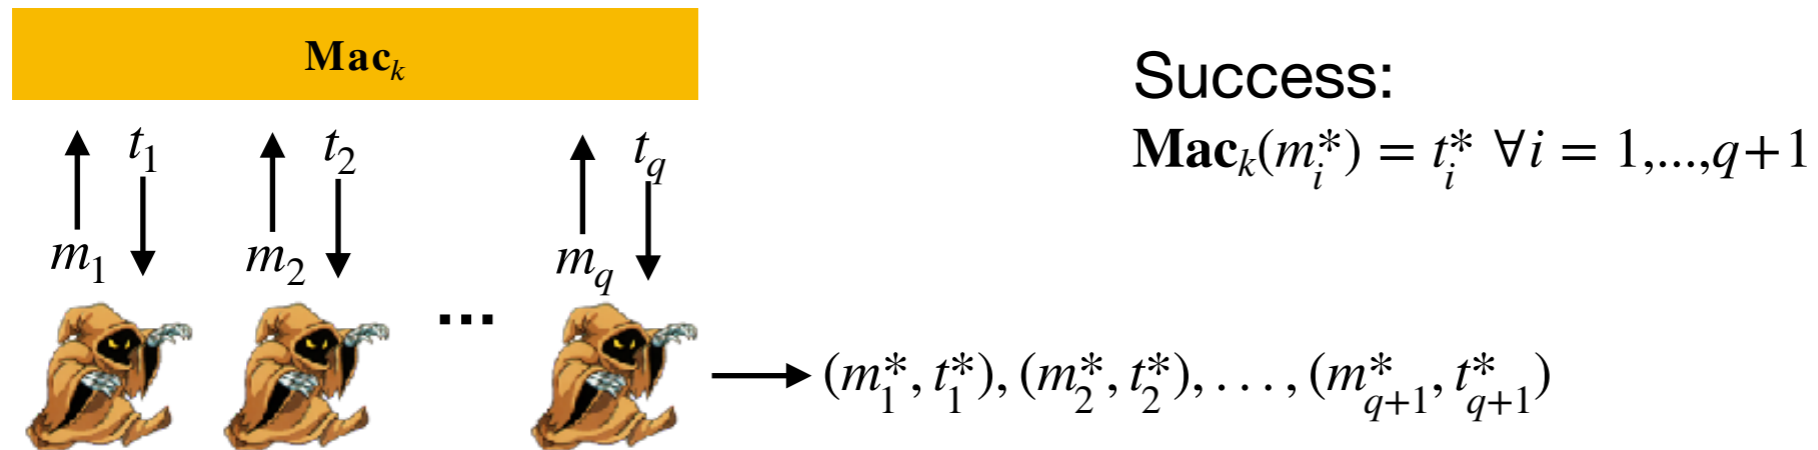 Mac_k
Success:
Mac_k(m_i^*) = t_i^* ∀i = 1,...,q+1
t_1 t_2 t_q
m_1 m_2 ... m_q
(m_1^*, t_1^*), (m_2^*, t_2^*), . . . , (m_{q+1}^*, t_{q+1}^*)